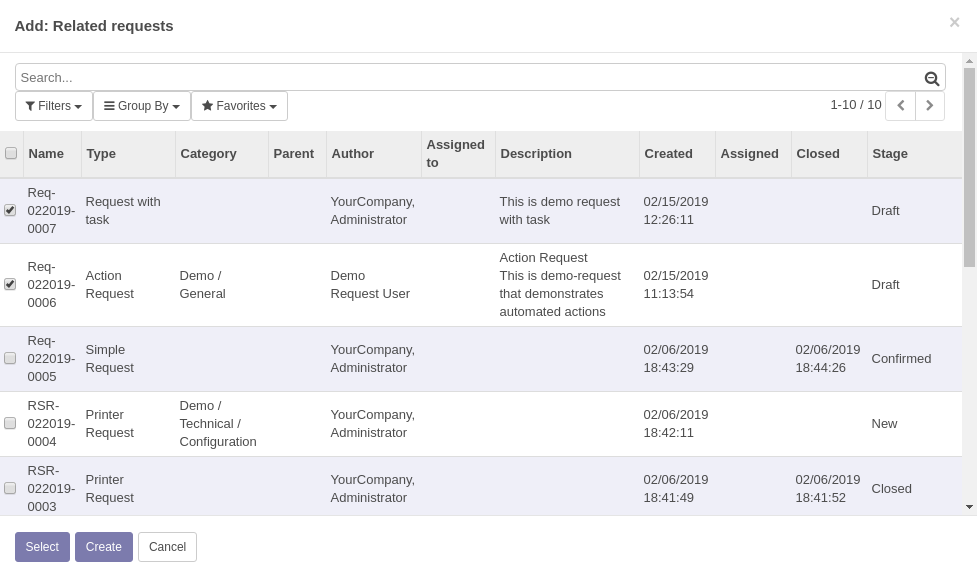 Add: Related requests
×
Search...
Filters Group By Favorites 1-10 / 10
Name Type Category Parent Author Assigned to Description Created Assigned Closed Stage
Req-
022019-
0007
Request with
task
YourCompany,
Administrator
This is demo request
with task
02/15/2019
12:26:11
Draft
Req-
022019-
0006
Action
Request
Demo /
General
Demo
Request User
Action Request
This is demo-request
that demonstrates
automated actions
02/15/2019
11:13:54
Draft
Req-
022019-
0005
Simple
Request
YourCompany,
Administrator
02/06/2019
18:43:29
02/06/2019
18:44:26
Confirmed
RSR-
022019-
0004
Printer
Request
Demo /
Technical /
Configuration
YourCompany,
Administrator
02/06/2019
18:42:11
New
RSR-
022019-
0003
Printer
Request
YourCompany,
Administrator
02/06/2019
18:41:49
02/06/2019
18:41:52
Closed
Select Create Cancel